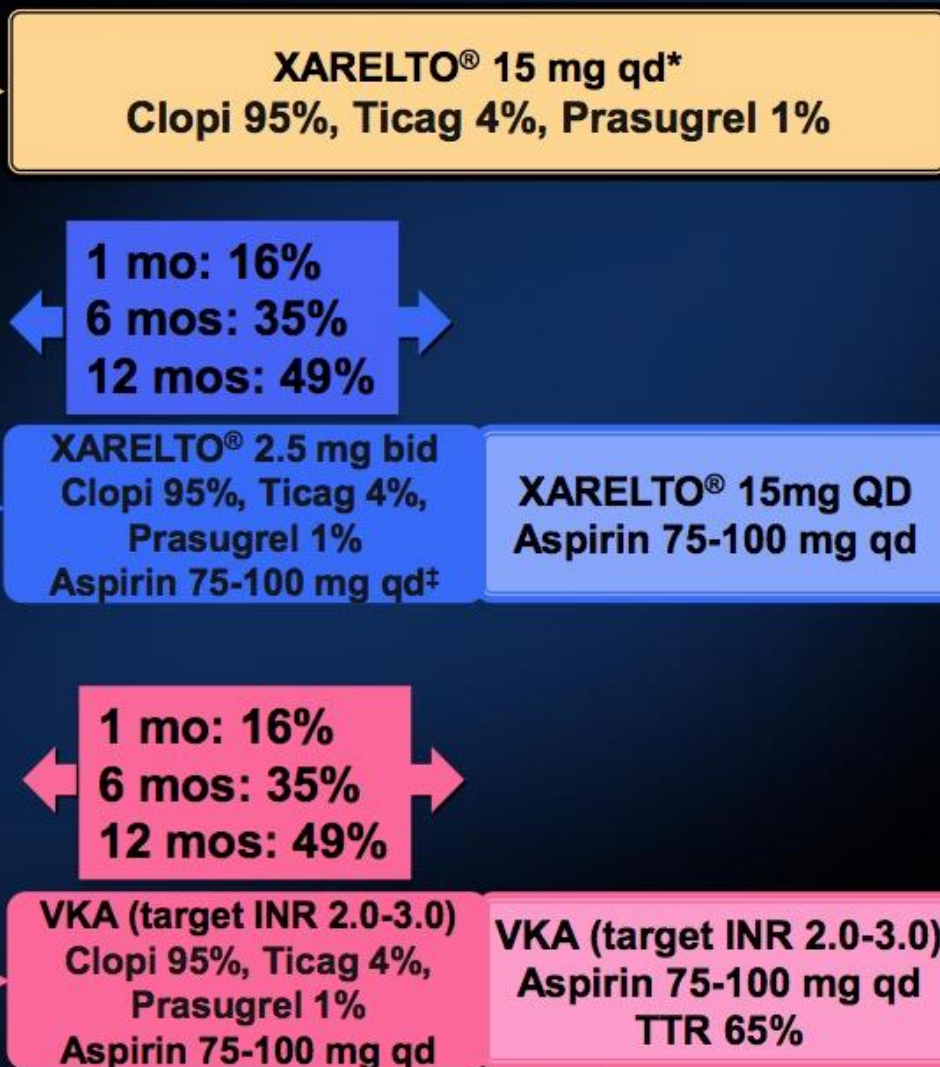 XARELTO® 15 mg qd*
Clopi 95%, Ticag 4%, Prasugrel 1%
1 mo: 16%
6 mos: 35%
12 mos: 49%
XARELTO® 2.5 mg bid
Clopi 95%, Ticag 4%,
Prasugrel 1%
Aspirin 75-100 mg qd‡
XARELTO® 15mg QD
Aspirin 75-100 mg qd
1 mo: 16%
6 mos: 35%
12 mos: 49%
VKA (target INR 2.0-3.0)
Clopi 95%, Ticag 4%,
Prasugrel 1%
Aspirin 75-100 mg qd
VKA (target INR 2.0-3.0)
Aspirin 75-100 mg qd
TTR 65%